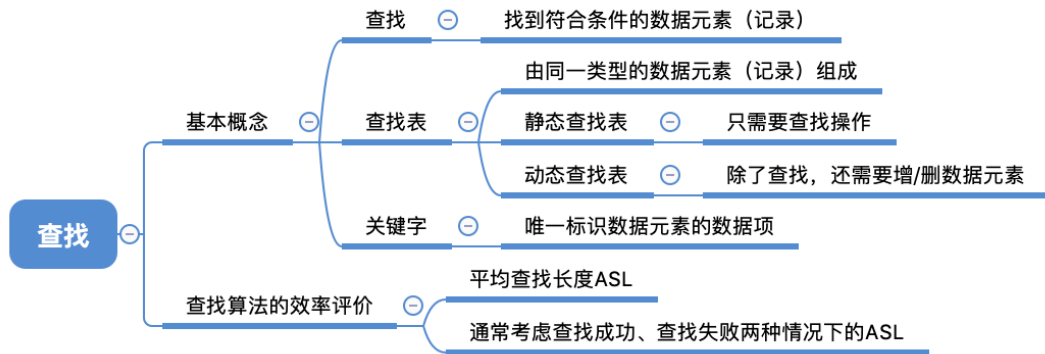 查找
基本概念
查找
找到符合条件的数据元素（记录）
查找表
由同一类型的数据元素（记录）组成
静态查找表
只需要查找操作
动态查找表
除了查找，还需要增/删数据元素
关键字
唯一标识数据元素的数据项
查找算法的效率评价
平均查找长度ASL
通常考虑查找成功、查找失败两种情况下的ASL